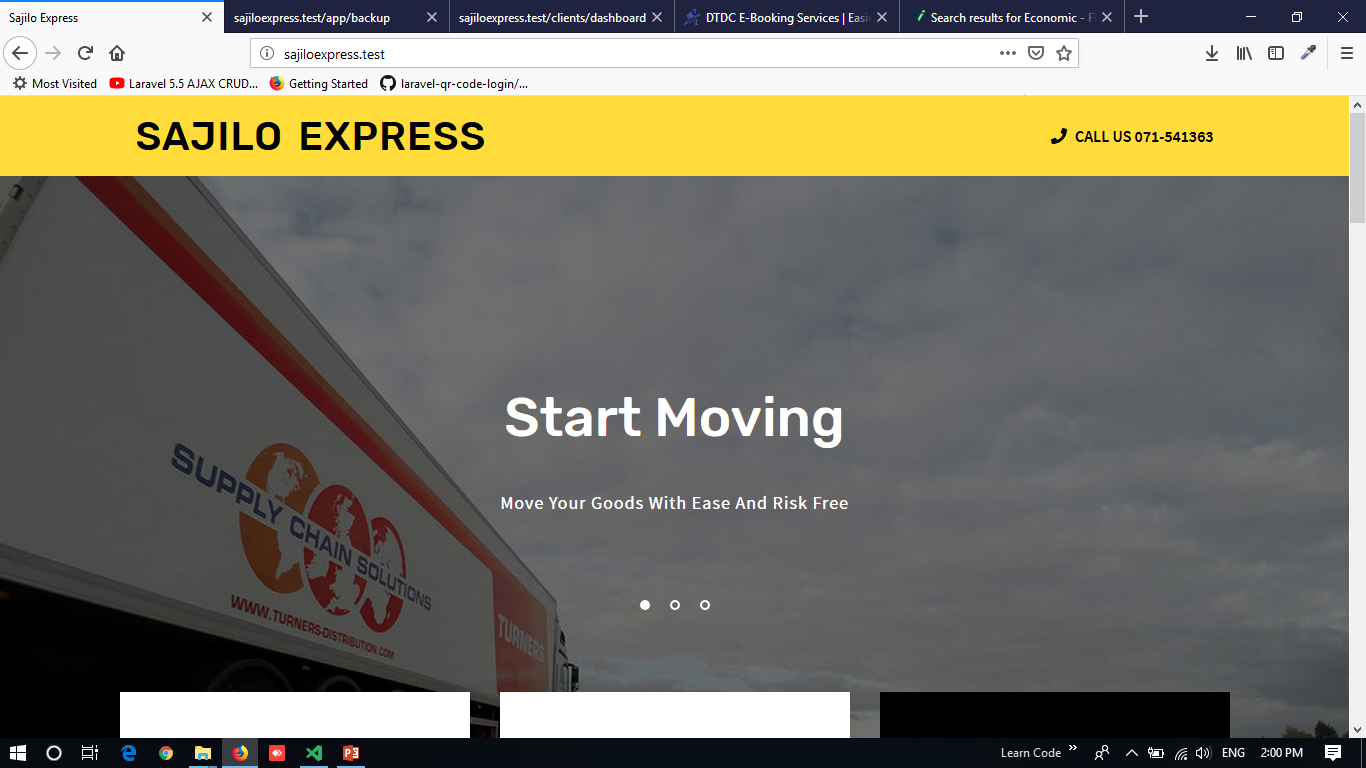 Sajilo Express
sajiloexpress.test/app/backup
sajiloexpress.test/clients/dashboard
DTDC E-Booking Services | Easi
Search results for Economic - Fl
sajiloexpress.test
Most Visited
Laravel 5.5 AJAX CRUD...
Getting Started
laravel-qr-code-login/...
SAJILO EXPRESS
CALL US 071-541363
Start Moving
Move Your Goods With Ease And Risk Free
SUPPLY CHAIN SOLUTIONS
WWW.TURNERS-DISTRIBUTION.COM
TURNERS
Learn Code
ENG
2:00 PM